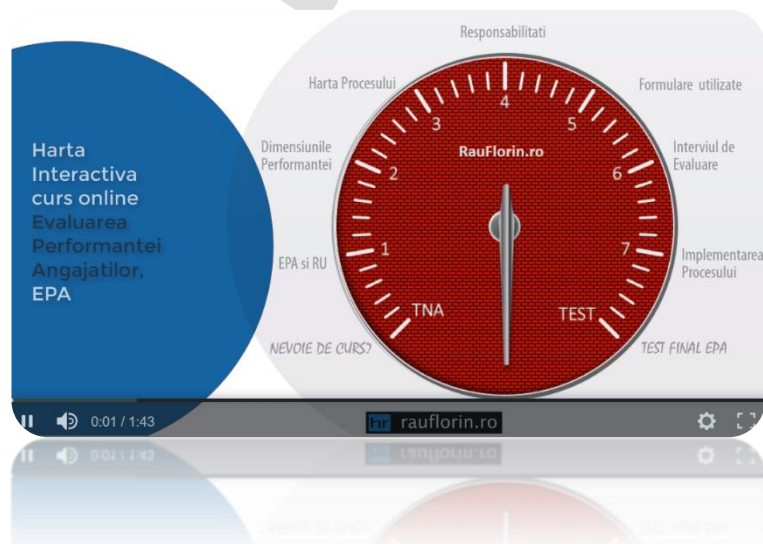 Harta
Interactiva
curs online
Evaluarea
Performantei
Angajatilor,
EPA
Responsabilitati
Harta Procesului
Formulare utilizate
Dimensiunile
Performantei
Interviul de
Evaluare
EPA si RU
Implementarea
Procesului
NEVOIE DE CURS?
TEST FINAL EPA
RauFlorin.ro
TNA
1
2
3
4
5
6
7
TEST
0:01 / 1:43
hr rauflorin.ro